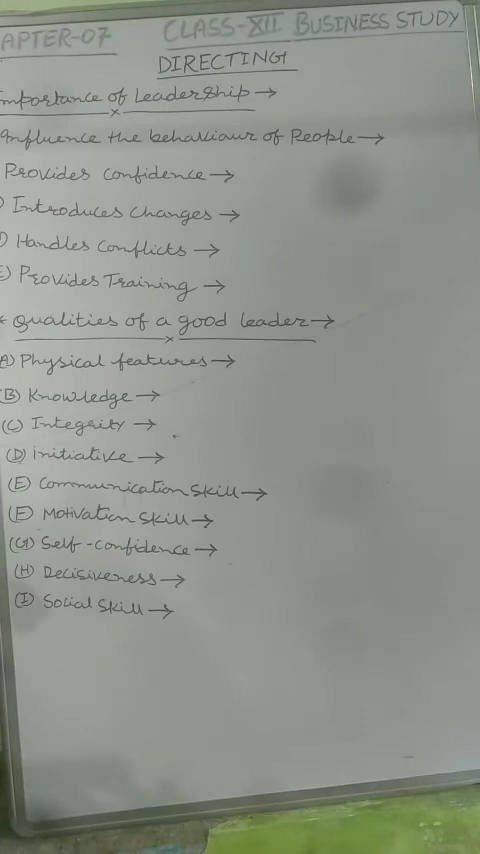 APTER-07 CLASS-XII BUSINESS STUDY
DIRECTING
Importance of Leadership →
Influence the behaviour of People →
Provides confidence →
) Introduces Changes →
) Handles Conflicts →
E) Provides Training →
* Qualities of a good leader →
(A) Physical features →
(B) Knowledge →
(C) Integrity →
(D) initiative →
(E) Communication Skill →
(F) Motivation Skill →
(G) Self-confidence →
(H) Decisiveness →
(I) Social Skill →